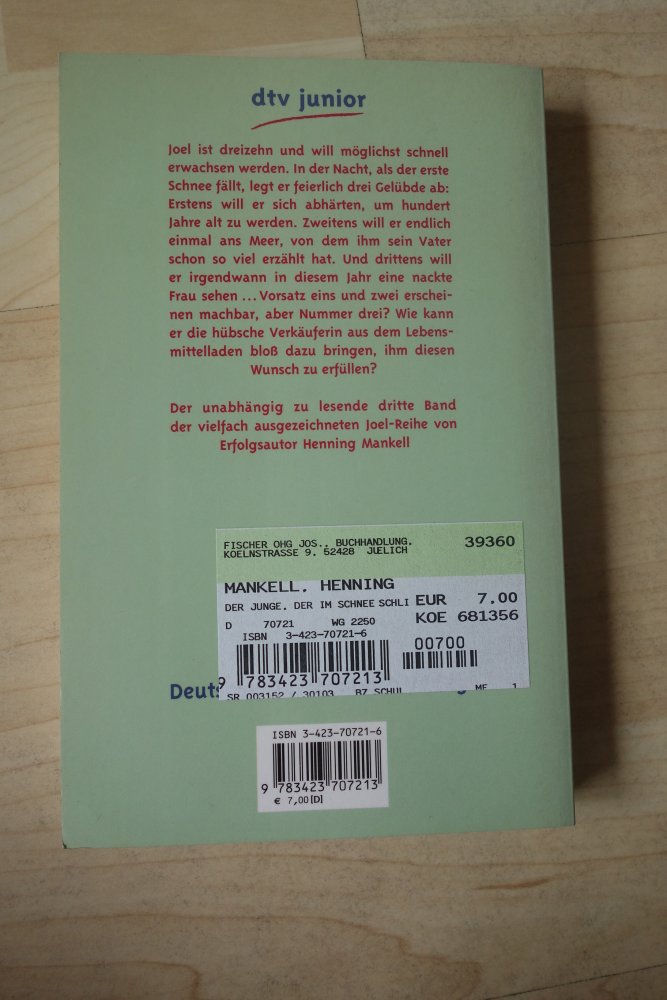 dtv junior
Joel ist dreizehn und will möglichst schnell
erwachsen werden. In der Nacht, als der erste
Schnee fällt, legt er feierlich drei Gelübde ab:
Erstens will er sich abhärten, um hundert
Jahre alt zu werden. Zweitens will er endlich
einmal ans Meer, von dem ihm sein Vater
schon so viel erzählt hat. Und drittens will
er irgendwann in diesem Jahr eine nackte
Frau sehen ... Vorsatz eins und zwei erschei-
nen machbar, aber Nummer drei? Wie kann
er die hübsche Verkäuferin aus dem Lebens-
mittelladen bloß dazu bringen, ihm diesen
Wunsch zu erfüllen?
Der unabhängig zu lesende dritte Band
der vielfach ausgezeichneten Joel-Reihe von
Erfolgsautor Henning Mankell
FISCHER OHG JOS., BUCHHANDLUNG, 39360
KOELNSTRASSE 9, 52428 JUELICH
MANKELL, HENNING
DER JUNGE, DER IM SCHNEE SCHLI EUR 7.00
D 70721 WG 2250 KOE 681356
ISBN 3-423-70721-6 00700
9 783423 707213
Deuts
SR 003152 / 30103 BZ SCHUL ME 1
ISBN 3-423-70721-6
9 783423 707213
€ 7,00 [D]